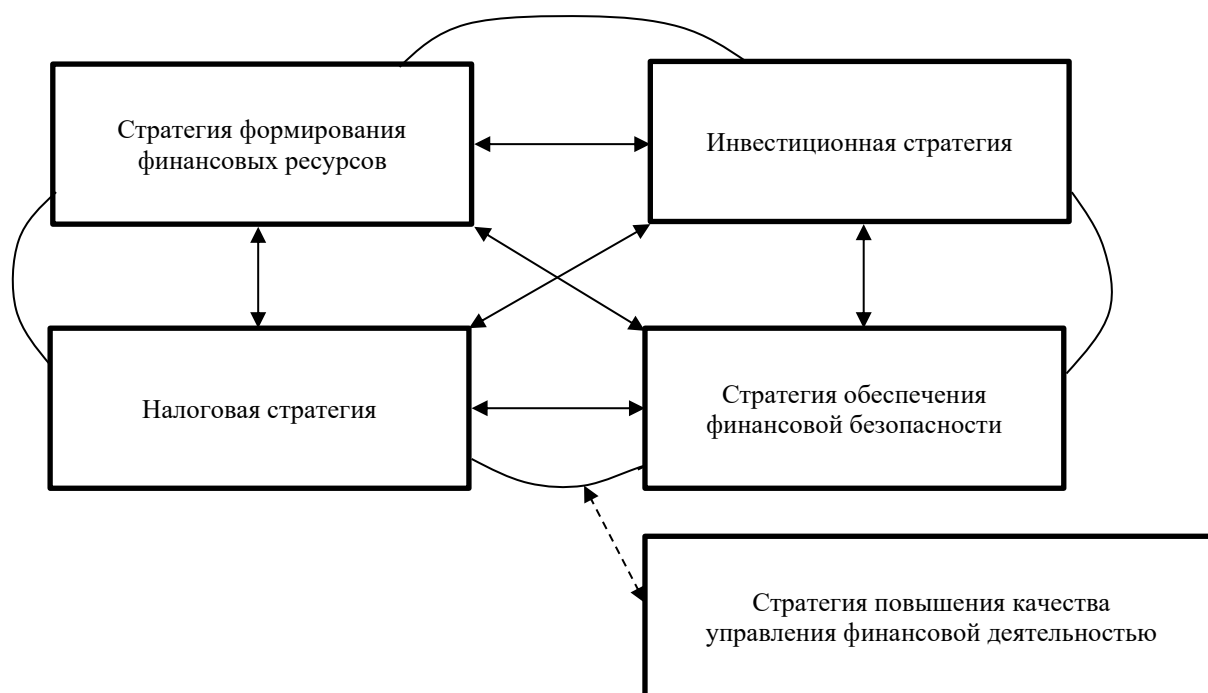 Стратегия формирования
финансовых ресурсов
Инвестиционная стратегия
Налоговая стратегия
Стратегия обеспечения
финансовой безопасности
Стратегия повышения качества
управления финансовой деятельностью